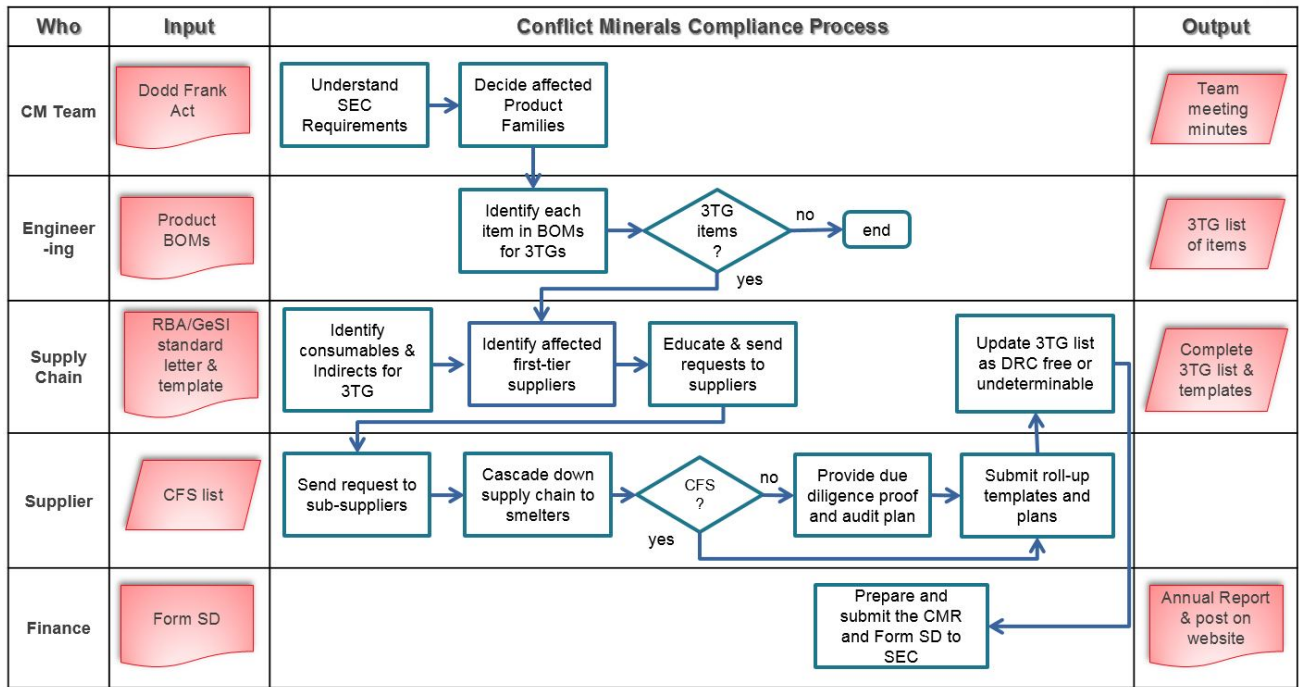 Who
Input
Conflict Minerals Compliance Process
Output
CM Team
Dodd Frank
Act
Understand
SEC
Requirements
Decide affected
Product
Families
Team
meeting
minutes
Engineer
-ing
Product
BOMs
Identify each
item in BOMs
for 3TGs
3TG
items
?
no
end
yes
3TG list
of items
Supply
Chain
RBA/GeSI
standard
letter &
template
Identify
consumables &
Indirects for
3TG
Identify affected
first-tier
suppliers
Educate & send
requests to
suppliers
Update 3TG list
as DRC free or
undeterminable
Complete
3TG list &
templates
Supplier
CFS list
Send request to
sub-suppliers
Cascade down
supply chain to
smelters
CFS
?
no
yes
Provide due
diligence proof
and audit plan
Submit roll-up
templates and
plans
Finance
Form SD
Prepare and
submit the CMR
and Form SD to
SEC
Annual Report
& post on
website